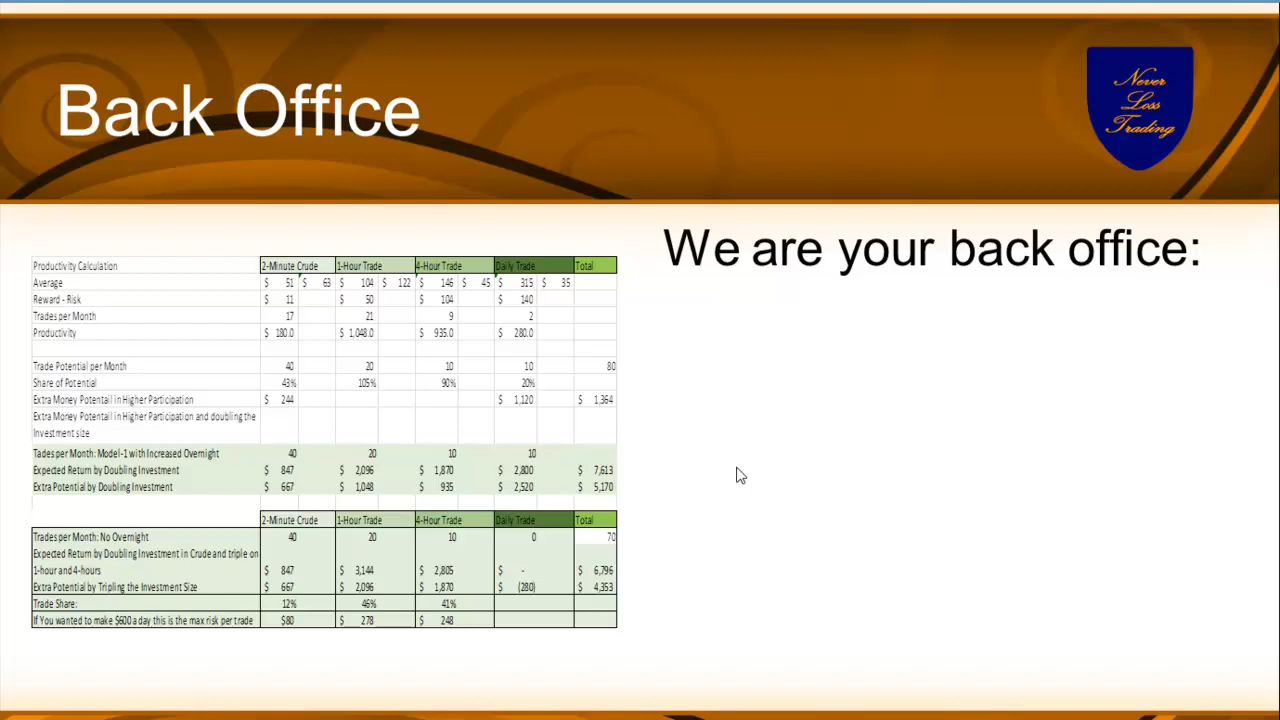 Back Office
Never
Loss
Trading
We are your back office:
Productivity Calculation 2-Minute Crude 1-Hour Trade 4-Hour Trade Daily Trade Total
Average $ 51 $ 63 $ 104 $ 122 $ 146 $ 45 $ 315 $ 35
Reward - Risk $ 11 $ 50 $ 104 $ 140
Trades per Month 17 21 9 2
Productivity $ 180.0 $ 1,048.0 $ 935.0 $ 280.0
Trade Potential per Month 40 20 10 10 80
Share of Potential 43% 105% 90% 20%
Extra Money Potentail in Higher Participation $ 244 $ 1,120 $ 1,364
Extra Money Potentail in Higher Participation and doubling the
Investment size
Tades per Month: Model-1 with Increased Overnight 40 20 10 10
Expected Return by Doubling Investment $ 847 $ 2,096 $ 1,870 $ 2,800 $ 7,613
Extra Potential by Doubling Investment $ 667 $ 1,048 $ 935 $ 2,520 $ 5,170
2-Minute Crude 1-Hour Trade 4-Hour Trade Daily Trade Total
Trades per Month: No Overnight 40 20 10 0 70
Expected Return by Doubling Investment in Crude and triple on
1-hour and 4-hours $ 847 $ 3,144 $ 2,805 $ - $ 6,796
Extra Potential by Tripling the Investment Size $ 667 $ 2,096 $ 1,870 $ (280) $ 4,353
Trade Share: 12% 46% 41%
If You wanted to make $600 a day this is the max risk per trade $80 $ 278 $ 248